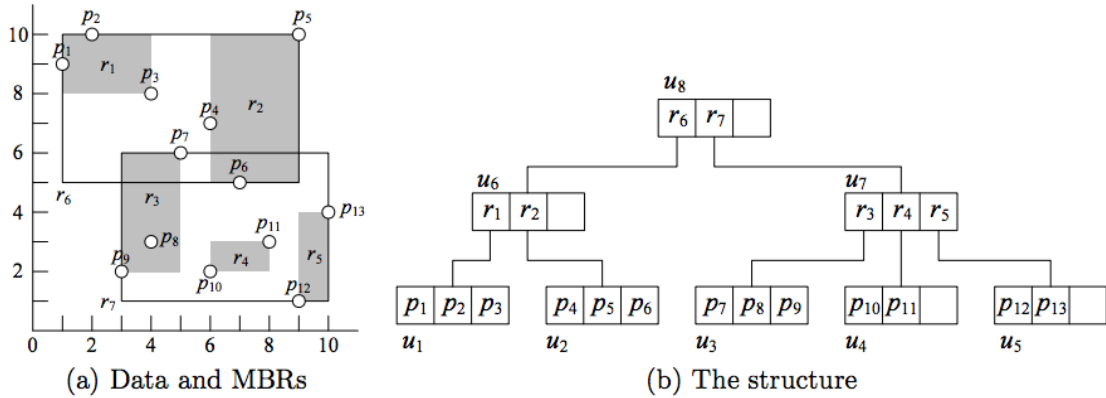 p2 p5
10
p1
r1 p3
8
p4 r2
p7
6
p6
r6 r3
4 p13
p11
p8
p9 r4 r5
2
p10 p12
r7
0 2 4 6 8 10
(a) Data and MBRs
u8
r6 r7
u6 u7
r1 r2 r3 r4 r5
p1 p2 p3 p4 p5 p6 p7 p8 p9 p10 p11 p12 p13
u1 u2 u3 u4 u5
(b) The structure